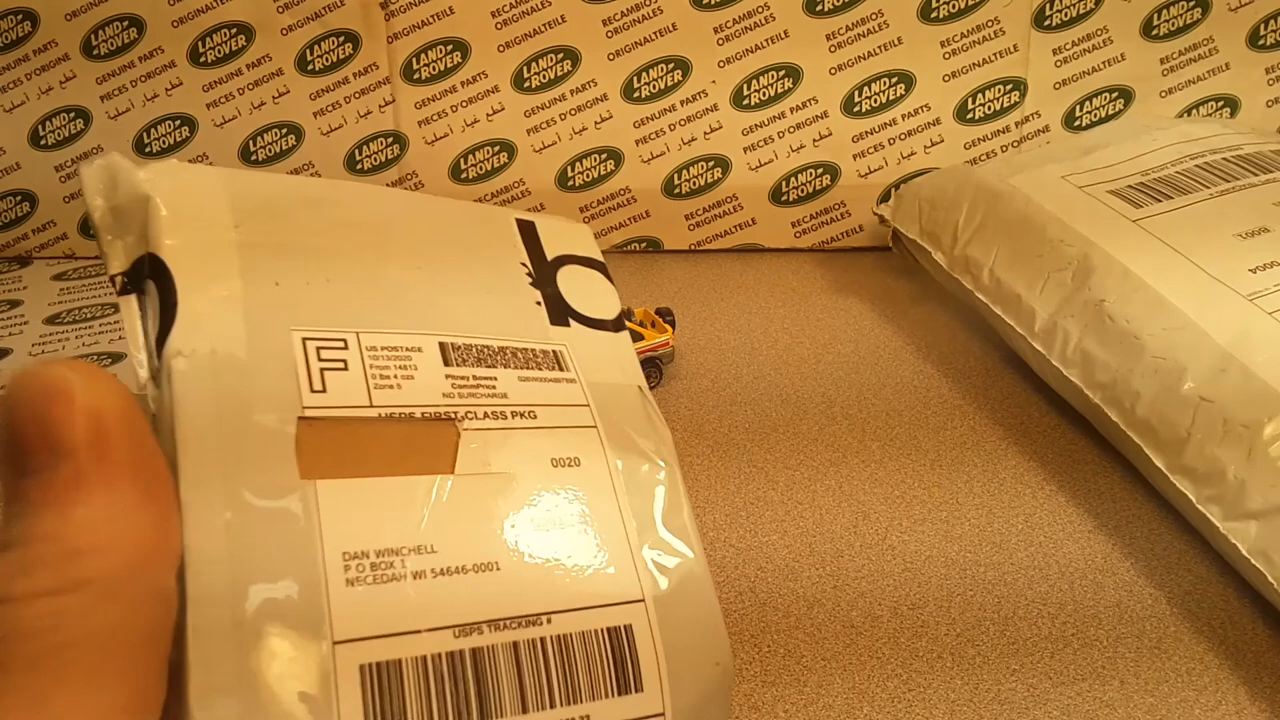 LAND ROVER
GENUINE PARTS
PIECES D'ORIGINE
قطع غيار أصلية
RECAMBIOS
ORIGINALES
ORIGINALTEILE
b
F
US POSTAGE
10/13/2020
From 14813
0 lbs 4 ozs
Zone 5
Pitney Bowes
CommPrice
NO SURCHARGE
USPS FIRST-CLASS PKG
0020
DAN WINCHELL
P O BOX 1
NECEDAH WI 54646-0001
USPS TRACKING #
B001
0004